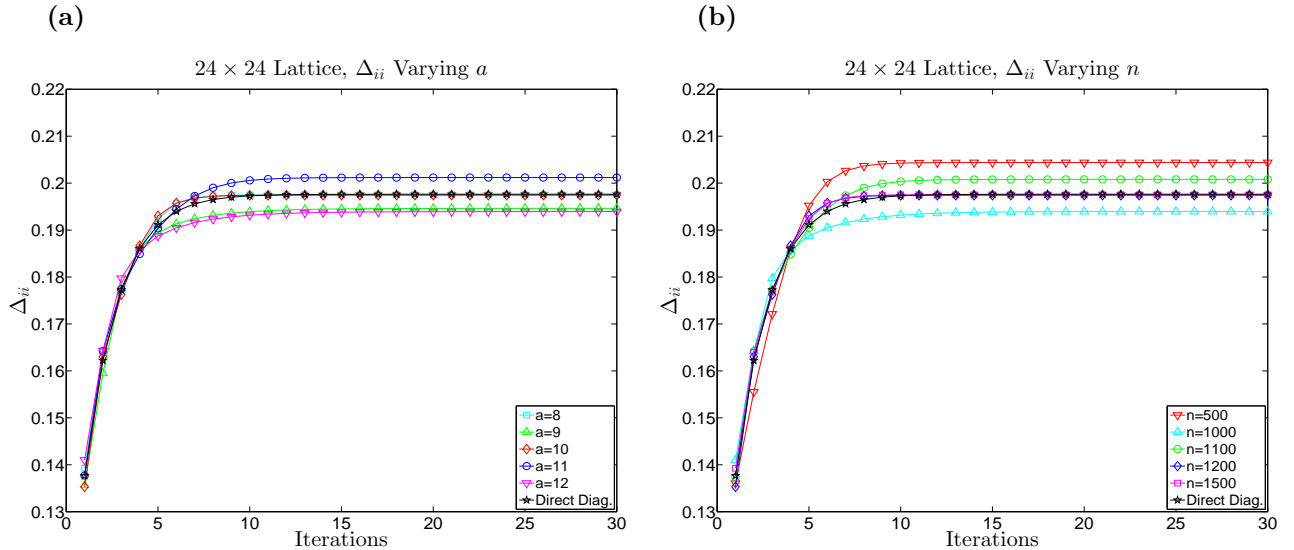 (a)
24 × 24 Lattice, Δii Varying a
0.22
0.21
0.2
0.19
0.18
0.17
0.16
0.15
0.14
0.13
Δii
0 5 10 15 20 25 30
Iterations
a=8
a=9
a=10
a=11
a=12
Direct Diag.
(b)
24 × 24 Lattice, Δii Varying n
0.22
0.21
0.2
0.19
0.18
0.17
0.16
0.15
0.14
0.13
Δii
0 5 10 15 20 25 30
Iterations
n=500
n=1000
n=1100
n=1200
n=1500
Direct Diag.